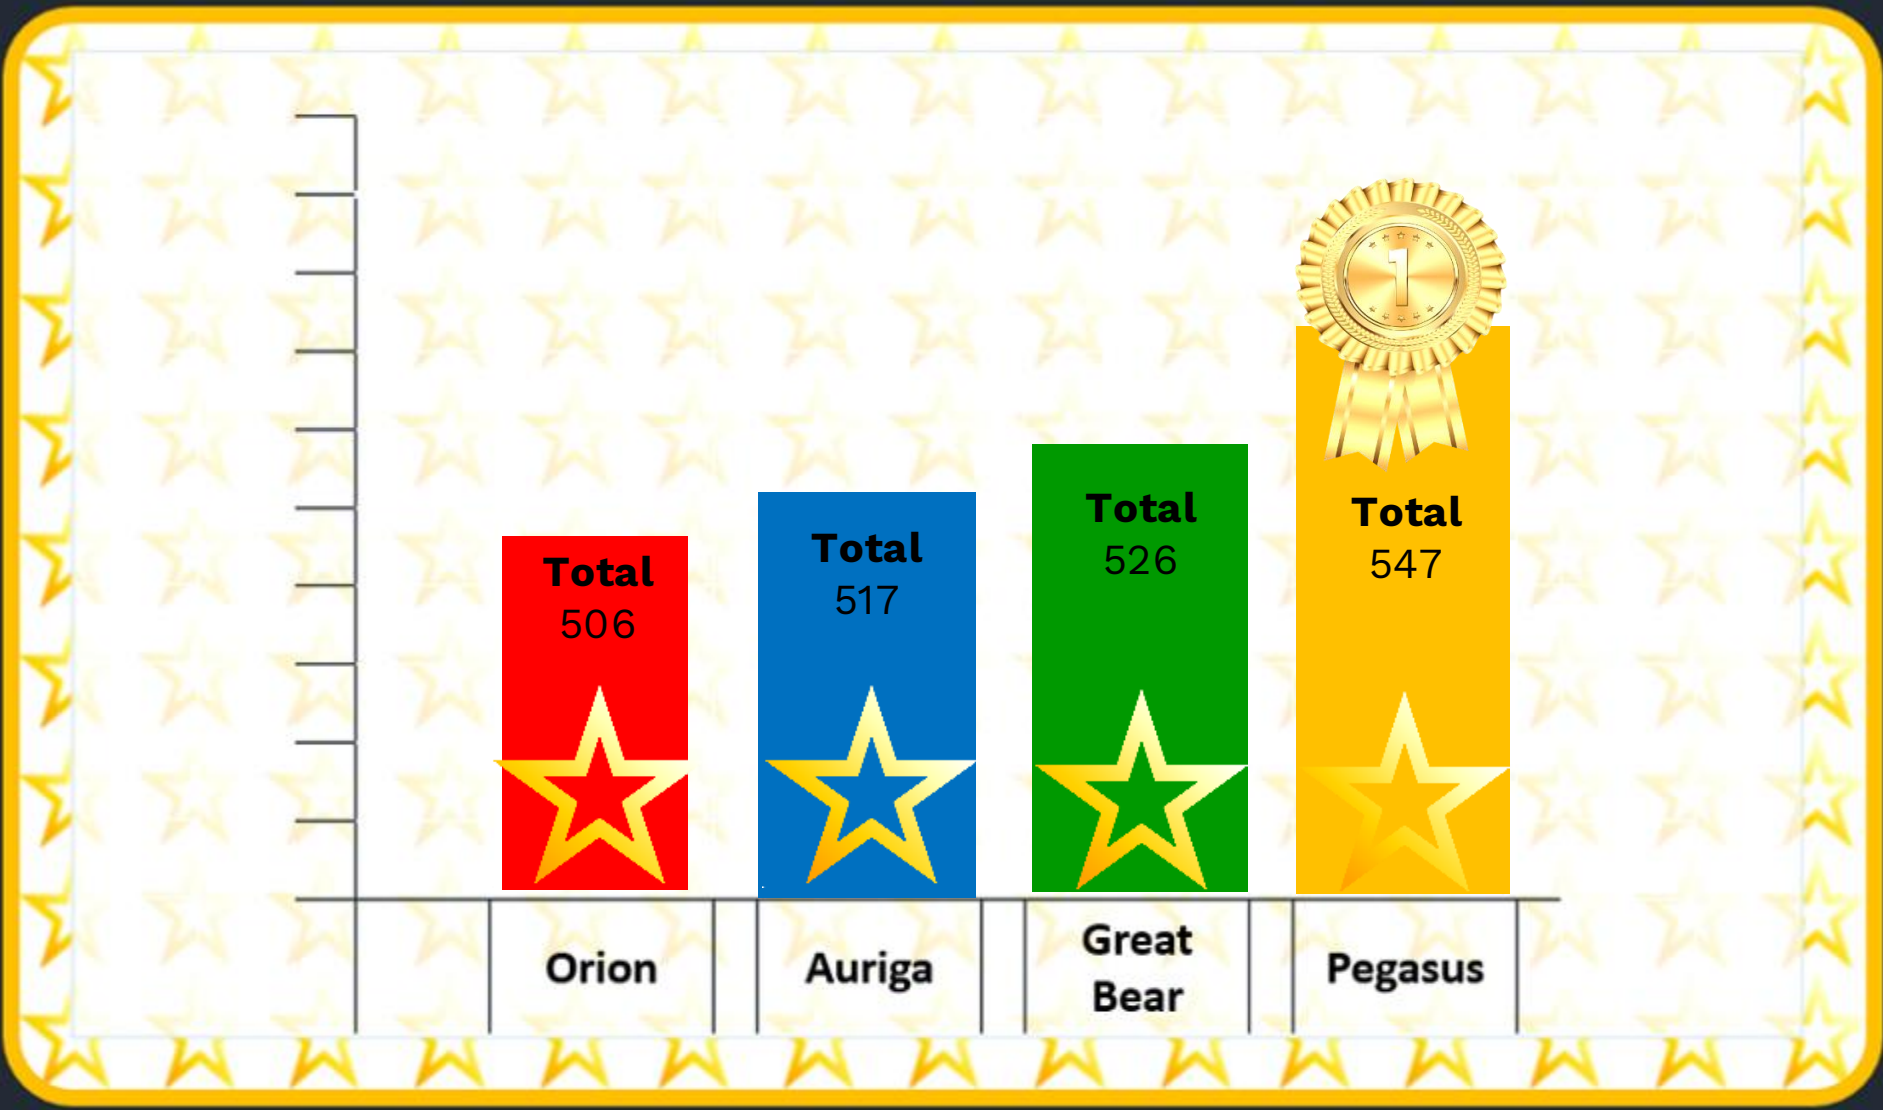 1
Total
506
Total
517
Total
526
Total
547
Orion
Auriga
Great
Bear
Pegasus